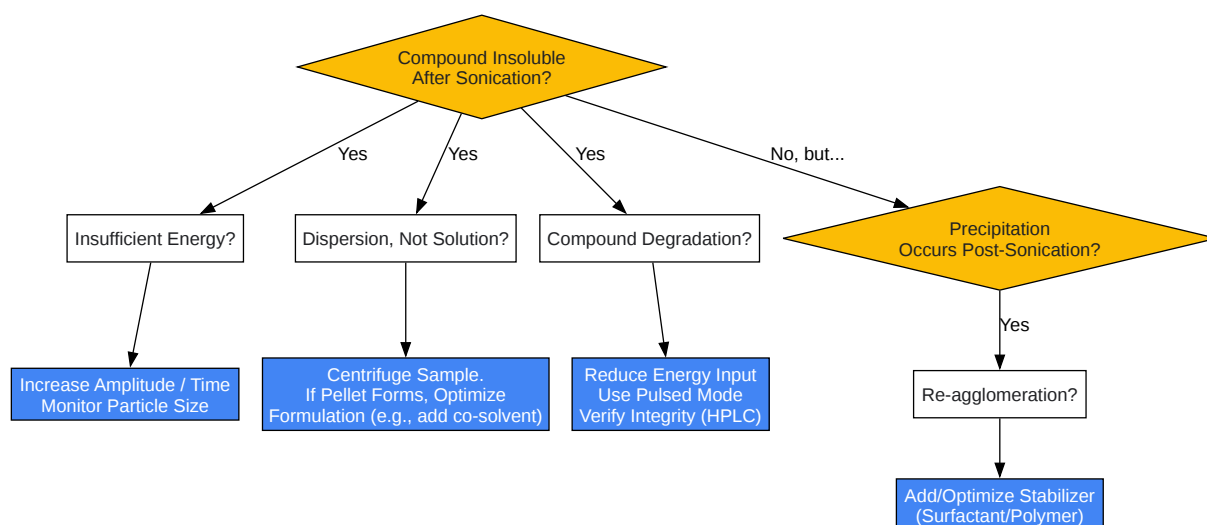 Compound Insoluble
After Sonication?
Yes
Yes
Yes
No, but...
Insufficient Energy?
Dispersion, Not Solution?
Compound Degradation?
Precipitation
Occurs Post-Sonication?
Yes
Increase Amplitude / Time
Monitor Particle Size
Centrifuge Sample.
If Pellet Forms, Optimize
Formulation (e.g., add co-solvent)
Reduce Energy Input
Use Pulsed Mode
Verify Integrity (HPLC)
Re-agglomeration?
Add/Optimize Stabilizer
(Surfactant/Polymer)